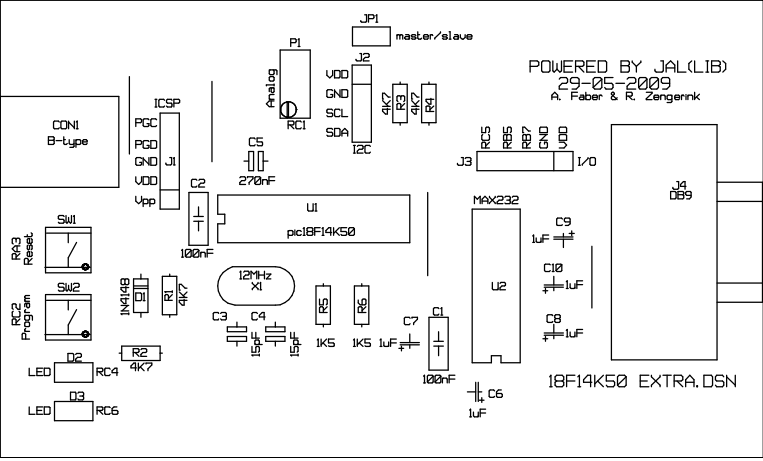 JP1
master/slave
P1
Analog
RC1
J2
VDD
GND
SCL
SDA
I2C
4K7
R3
4K7
R4
POWERED BY JAL(LIB)
29-05-2009
A. Faber & R. Zengerink
CON1
B-type
ICSP
PGC
PGD
GND
VDD
Vpp
J1
C5
270nF
RC5
RB5
RB7
GND
VDD
J3
I/O
J4
DB9
C2
100nF
U1
pic18F14K50
MAX232
U2
C9
1uF
C10
1uF
C8
1uF
SW1
RA3
Reset
SW2
RC2
Program
1N4148
D1
R1
4K7
12MHz
X1
C3
C4
15pF
15pF
R5
1K5
R6
1K5
C7
1uF
C1
100nF
C6
1uF
R2
4K7
D2
LED
RC4
D3
LED
RC6
18F14K50 EXTRA.DSN